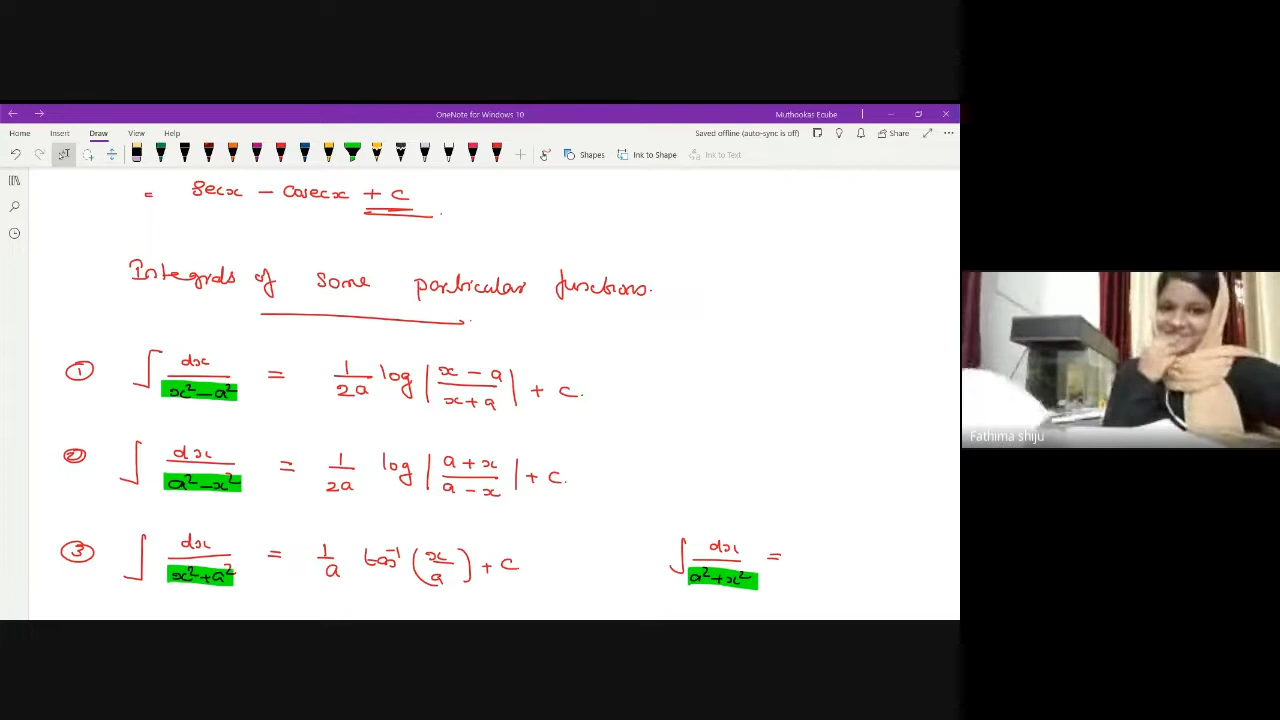 OneNote for Windows 10
Muthookas Ecube
Home Insert Draw View Help
Saved offline (auto-sync is off)
Share
Shapes
Ink to Shape
Ink to Text
= secx − cosecx + c
Integrals of some particular functions.
① ∫ dx/(x² − a²) = 1/2a log |(x − a)/(x + a)| + c.
② ∫ dx/(a² − x²) = 1/2a log |(a + x)/(a − x)| + c.
③ ∫ dx/(x² + a²) = 1/a tan⁻¹ (x/a) + c ∫ dx/(a² + x²) =
Fathima shiju